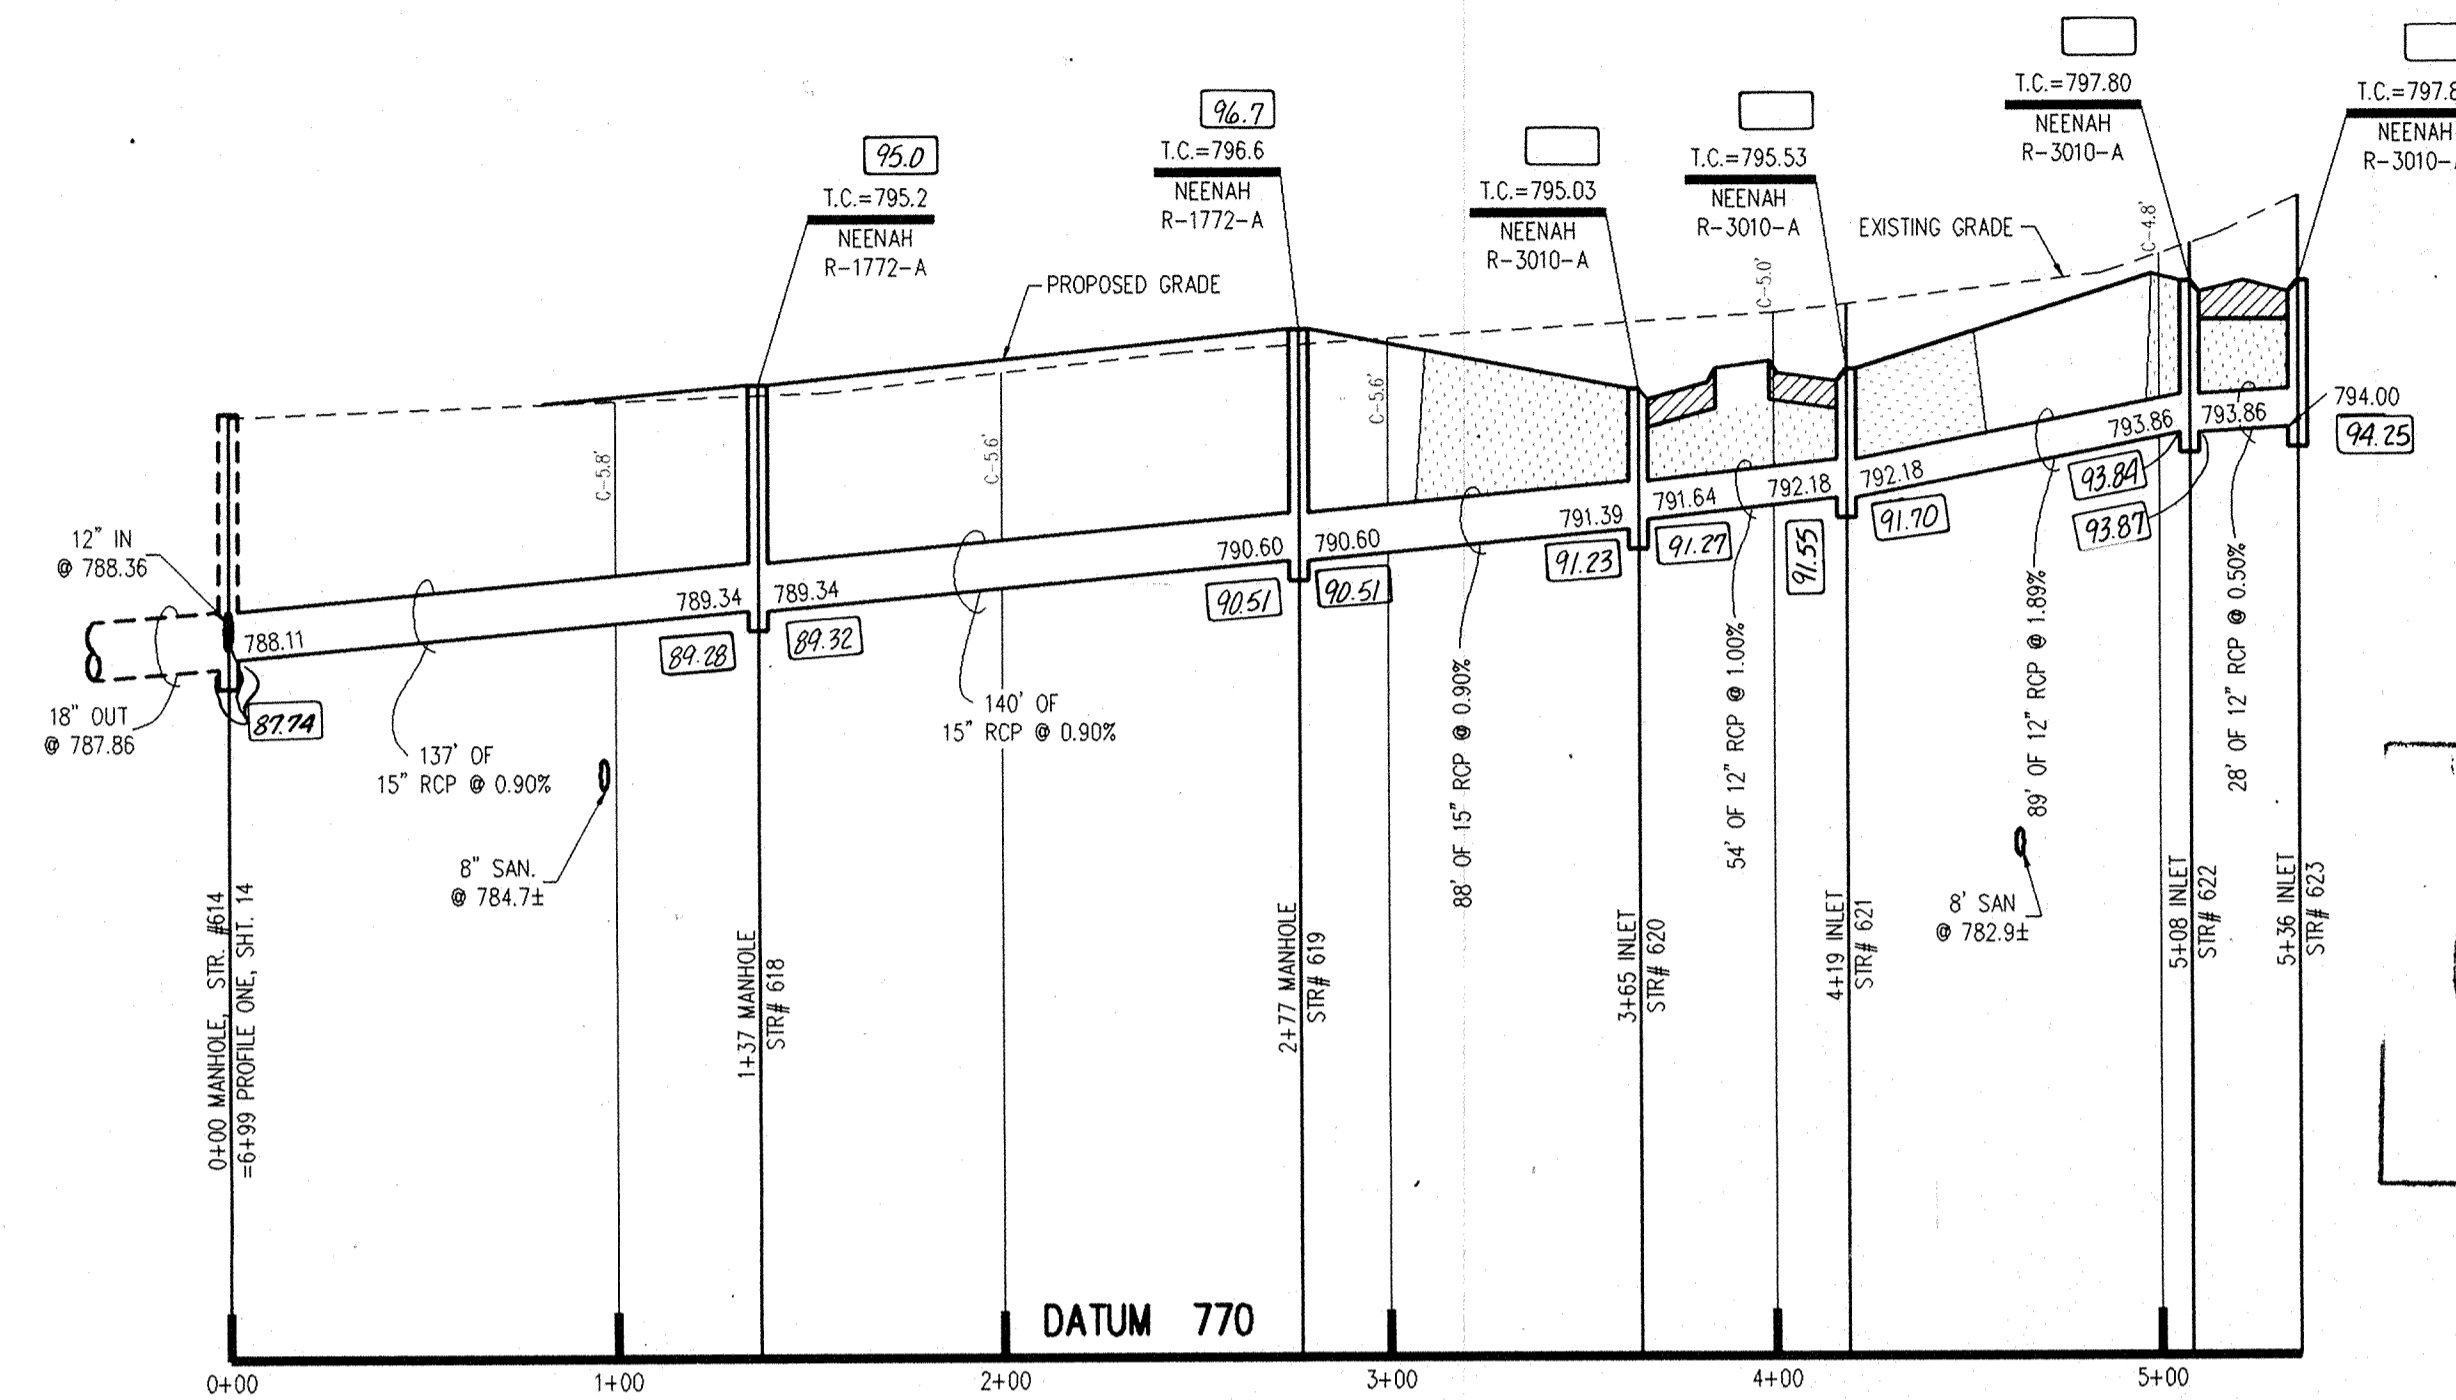 T.C.=797.80
NEENAH
R-3010-A
NEENAH
96.7
T.C.=796.6
NEENAH
R-1772-A
95.0
T.C.=795.2
NEENAH
R-1772-A
T.C.=795.03
NEENAH
R-3010-A
T.C.=795.53
NEENAH
R-3010-A
EXISTING GRADE
PROPOSED GRADE
C-5.8'
C-5.6'
C-5.6'
C-5.0'
C-4.8'
12" IN
@ 788.36
18" OUT
@ 787.86
788.11
87.74
789.34
789.34
89.28
89.32
790.60
790.60
90.51
90.51
791.39
791.64
91.23
91.27
792.18
792.18
91.55
91.70
793.86
793.86
93.84
93.87
794.00
94.25
137' OF
15" RCP @ 0.90%
140' OF
15" RCP @ 0.90%
88' OF 15" RCP @ 0.90%
54' OF 12" RCP @ 1.00%
89' OF 12" RCP @ 1.89%
28' OF 12" RCP @ 0.50%
8" SAN.
@ 784.7±
8' SAN
@ 782.9±
0+00 MANHOLE, STR. #614
=6+99 PROFILE ONE, SHT. 14
1+37 MANHOLE
STR# 618
2+77 MANHOLE
STR# 619
3+65 INLET
STR# 620
4+19 INLET
STR# 621
5+08 INLET
STR# 622
5+36 INLET
STR# 623
DATUM 770
0+00
1+00
2+00
3+00
4+00
5+00